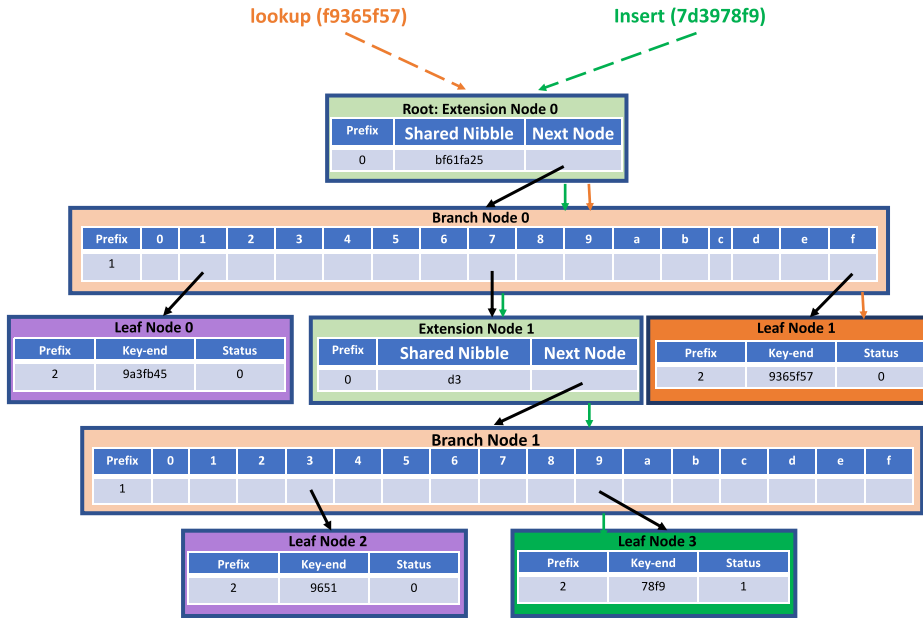 lookup (f9365f57) Insert (7d3978f9)
Root: Extension Node 0
Prefix Shared Nibble Next Node
0 bf61fa25
Branch Node 0
Prefix 0 1 2 3 4 5 6 7 8 9 a b c d e f
1
Leaf Node 0
Prefix Key-end Status
2 9a3fb45 0
Extension Node 1
Prefix Shared Nibble Next Node
0 d3
Leaf Node 1
Prefix Key-end Status
2 9365f57 0
Branch Node 1
Prefix 0 1 2 3 4 5 6 7 8 9 a b c d e f
1
Leaf Node 2
Prefix Key-end Status
2 9651 0
Leaf Node 3
Prefix Key-end Status
2 78f9 1